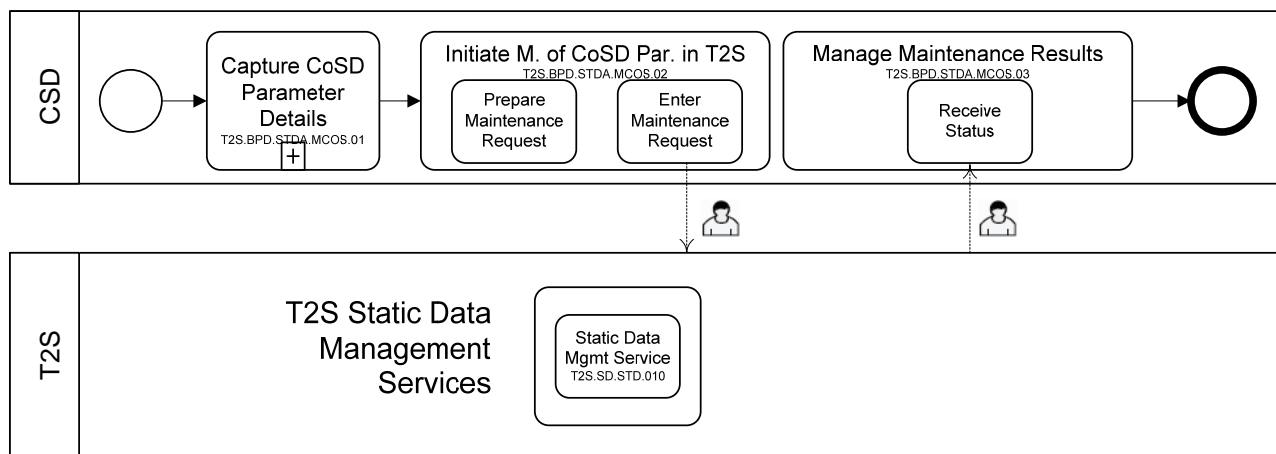 CSD
Capture CoSD
Parameter
Details
T2S.BPD.STDA.MCOS.01
+
Initiate M. of CoSD Par. in T2S
T2S.BPD.STDA.MCOS.02
Prepare
Maintenance
Request
Enter
Maintenance
Request
Manage Maintenance Results
T2S.BPD.STDA.MCOS.03
Receive
Status
T2S
T2S Static Data
Management
Services
Static Data
Mgmt Service
T2S.SD.STD.010